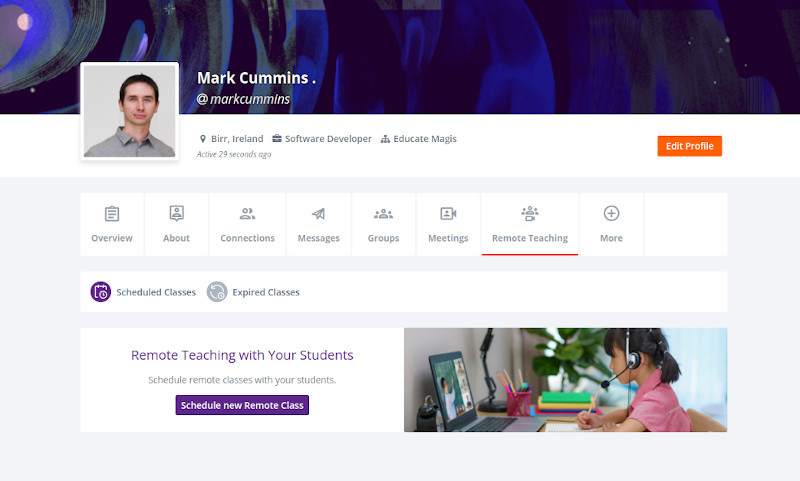 Mark Cummins .
@markcummins
Birr, Ireland Software Developer Educate Magis
Active 29 seconds ago
Edit Profile
Overview About Connections Messages Groups Meetings Remote Teaching More
Scheduled Classes Expired Classes
Remote Teaching with Your Students
Schedule remote classes with your students.
Schedule new Remote Class